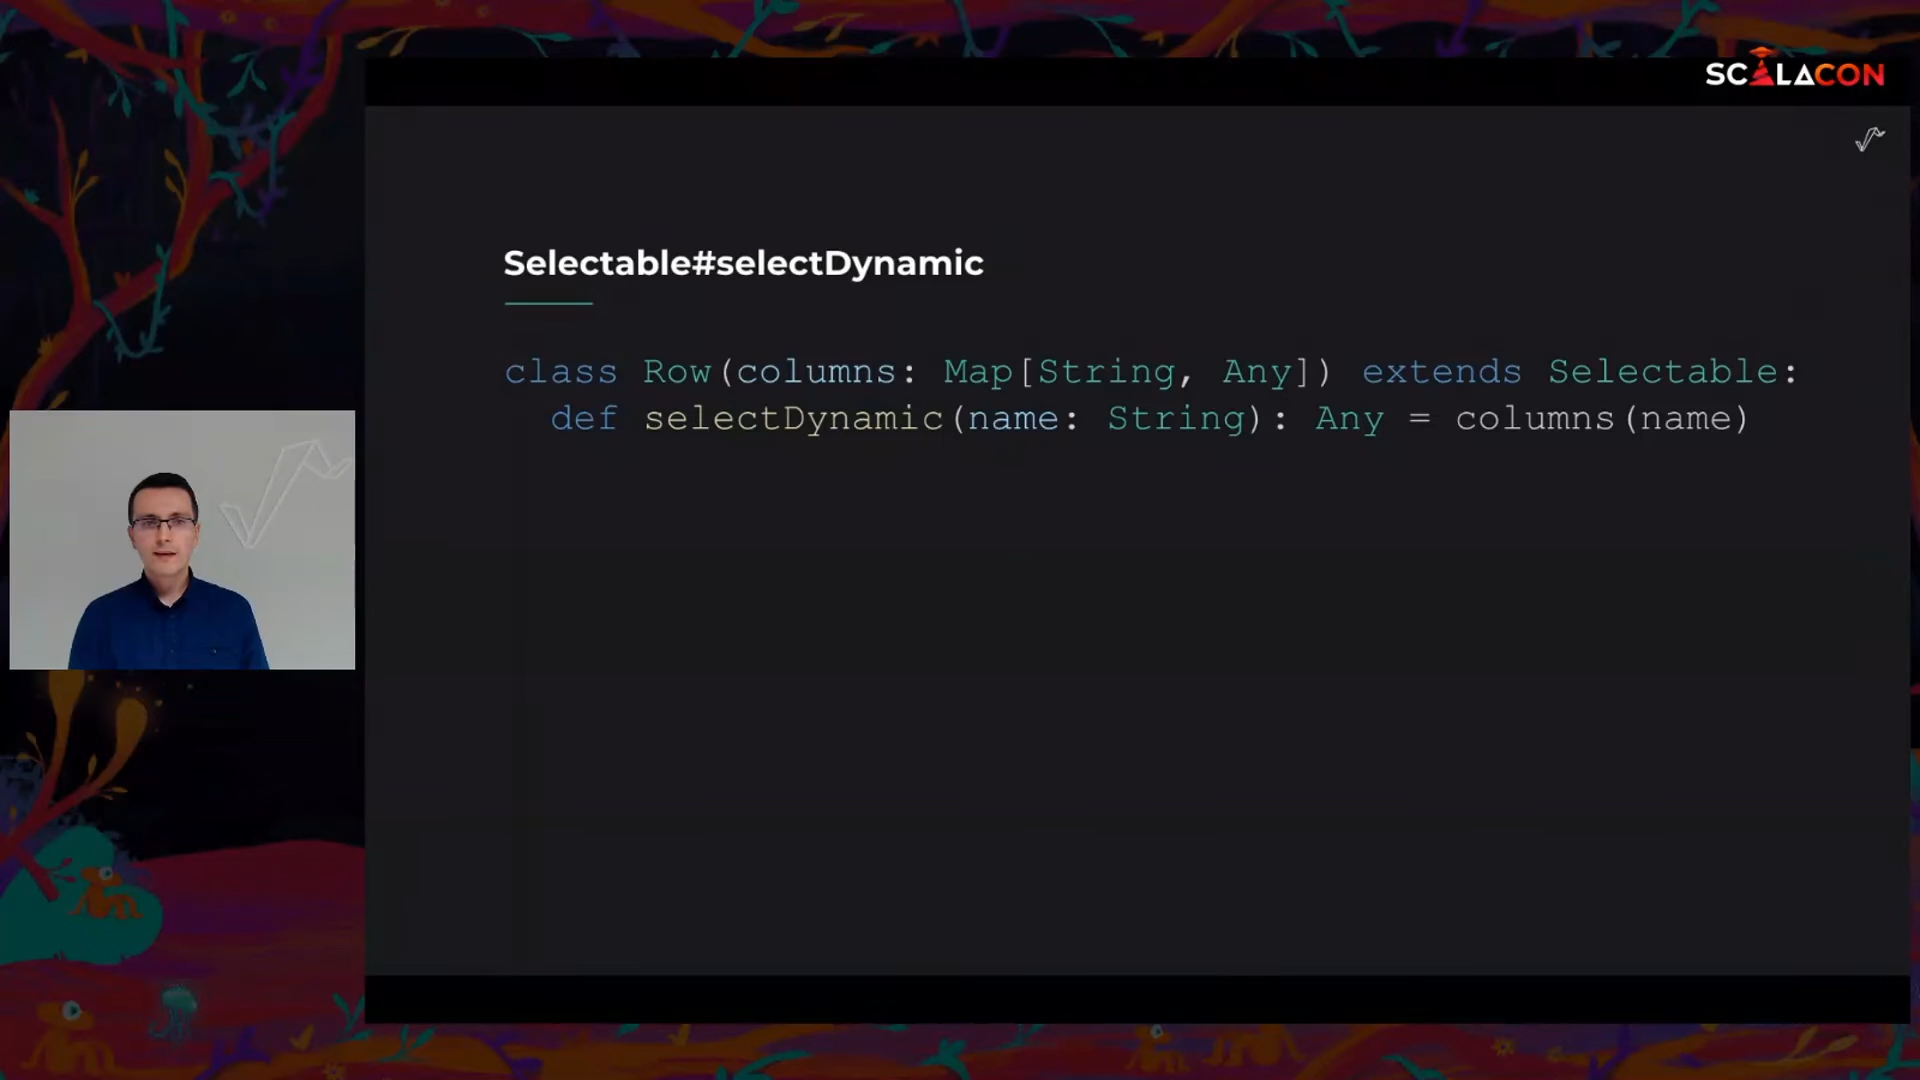 SCALACON
Selectable#selectDynamic
class Row(columns: Map[String, Any]) extends Selectable:
  def selectDynamic(name: String): Any = columns(name)